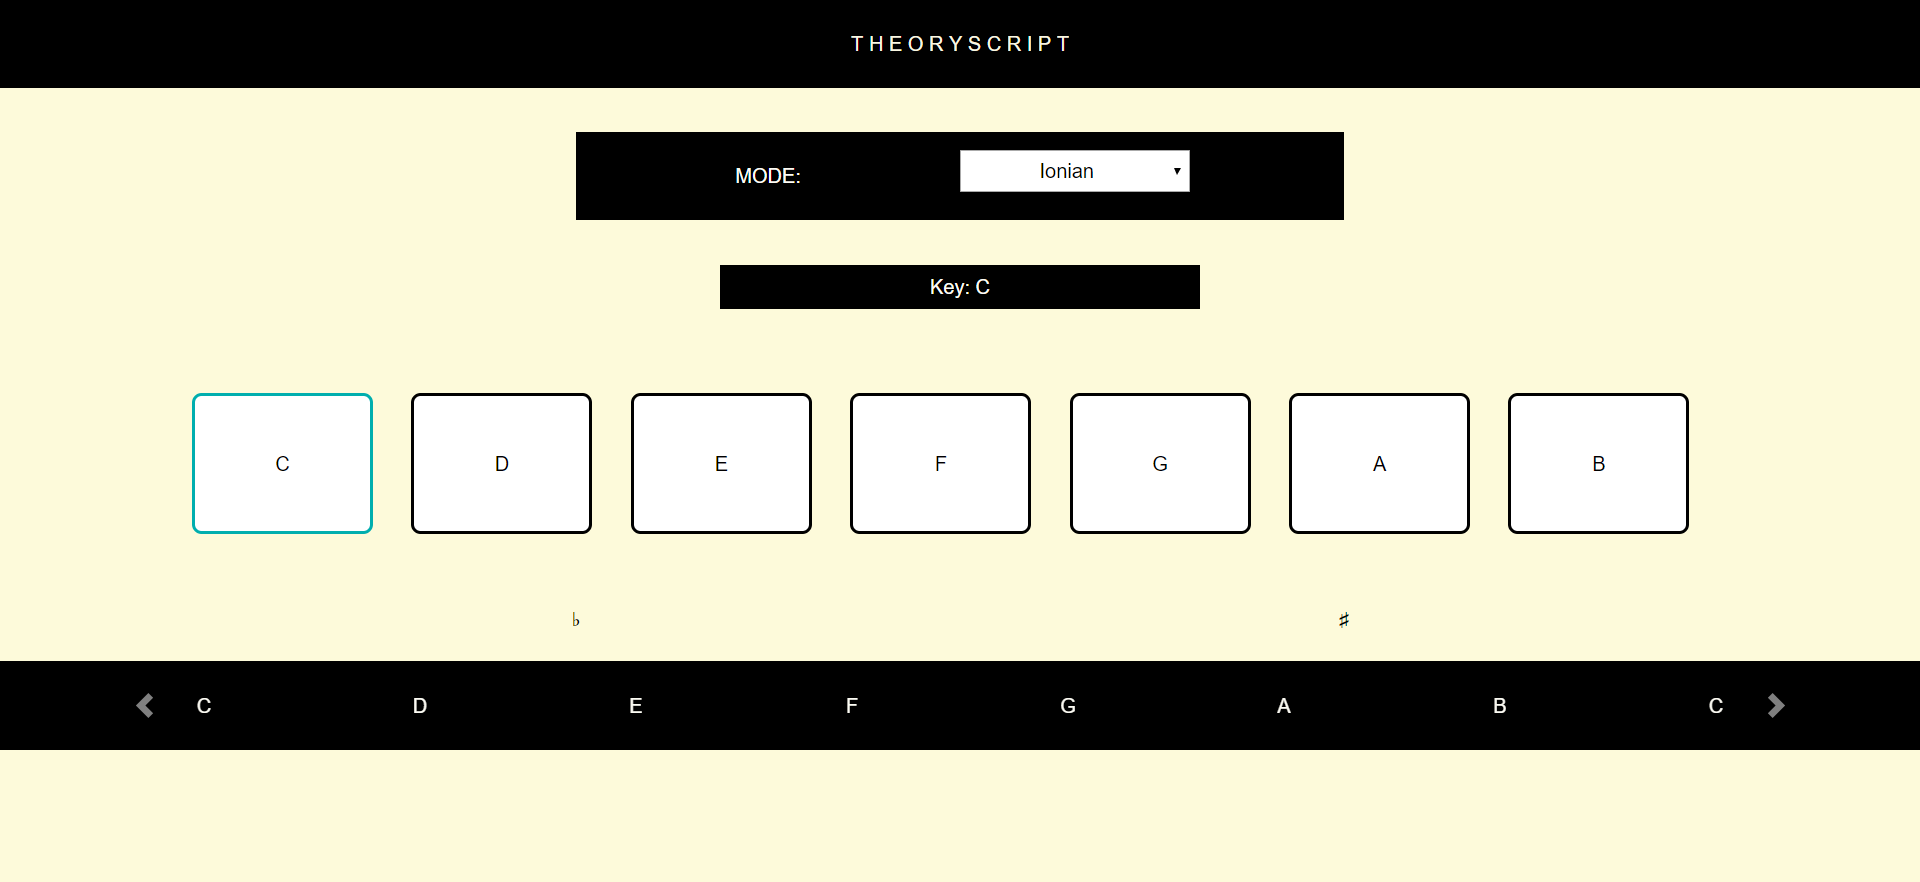 THEORYSCRIPT
MODE: Ionian
Key: C
C D E F G A B
♭ ♯
C D E F G A B C